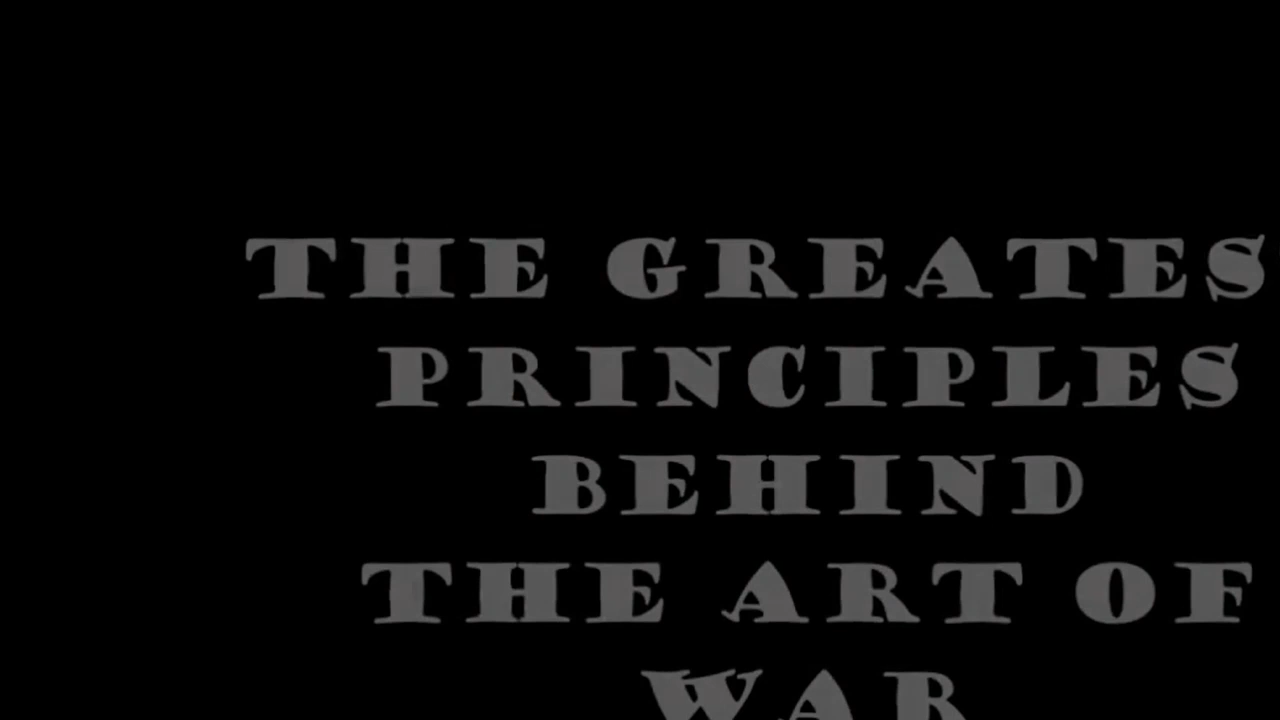 THE GREATES
PRINCIPLES
BEHIND
THE ART OF
WAR